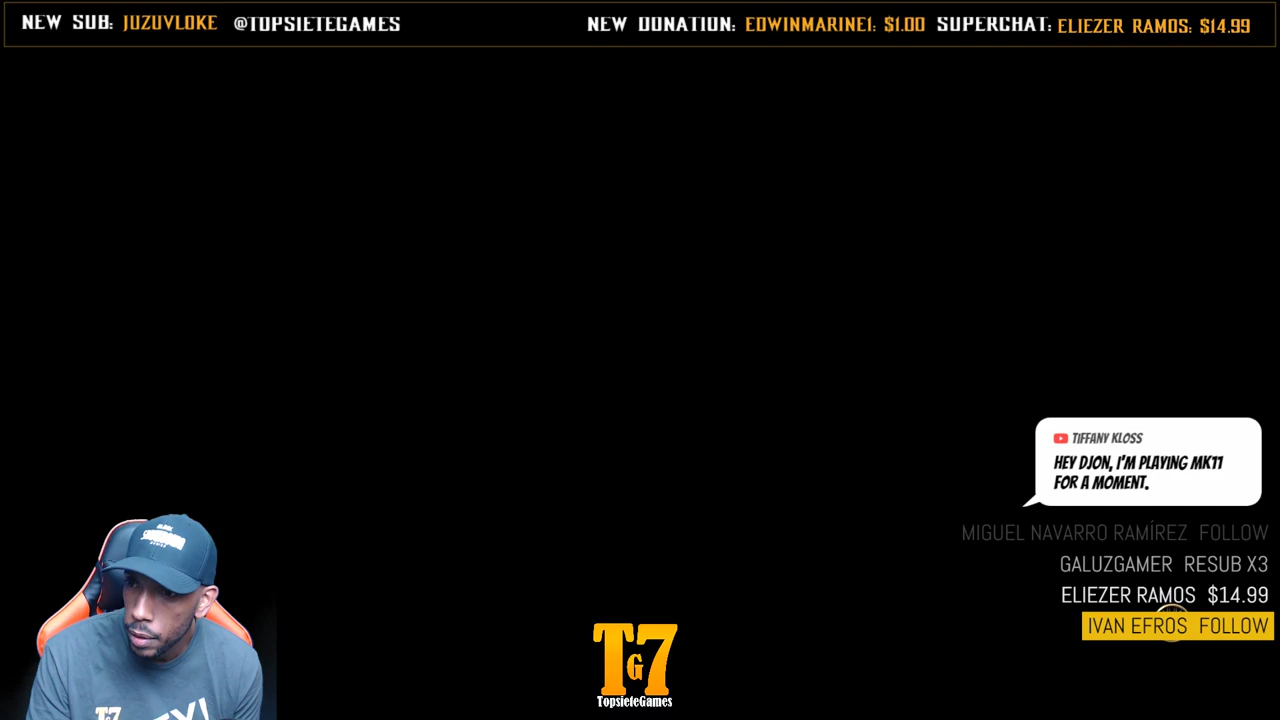 NEW SUB: JUZUVLOKE @TOPSIETEGAMES NEW DONATION: EDWINMARINE1: $1.00 SUPERCHAT: ELIEZER RAMOS: $14.99
TIFFANY KLOSS
HEY DJON, I'M PLAYING MK11
FOR A MOMENT.
MIGUEL NAVARRO RAMÍREZ FOLLOW
GALUZGAMER RESUB X3
ELIEZER RAMOS $14.99
IVAN EFROS FOLLOW
TG7
TopsieteGames
TG7